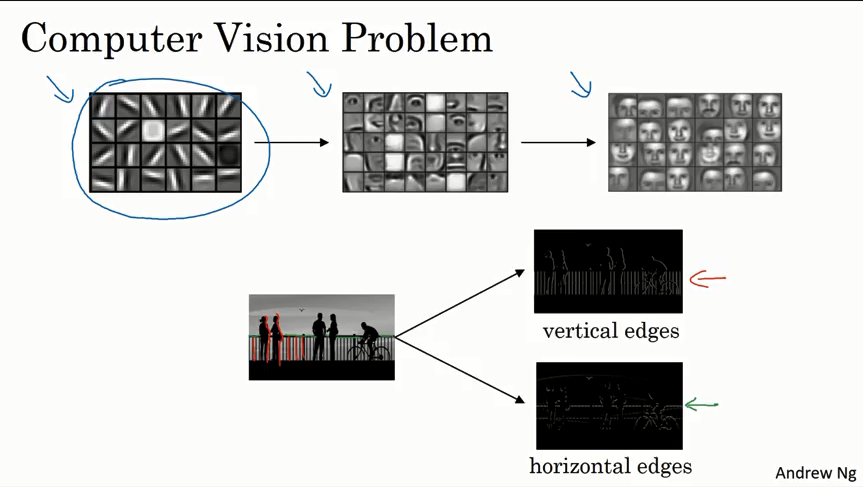 Computer Vision Problem
vertical edges
horizontal edges
Andrew Ng